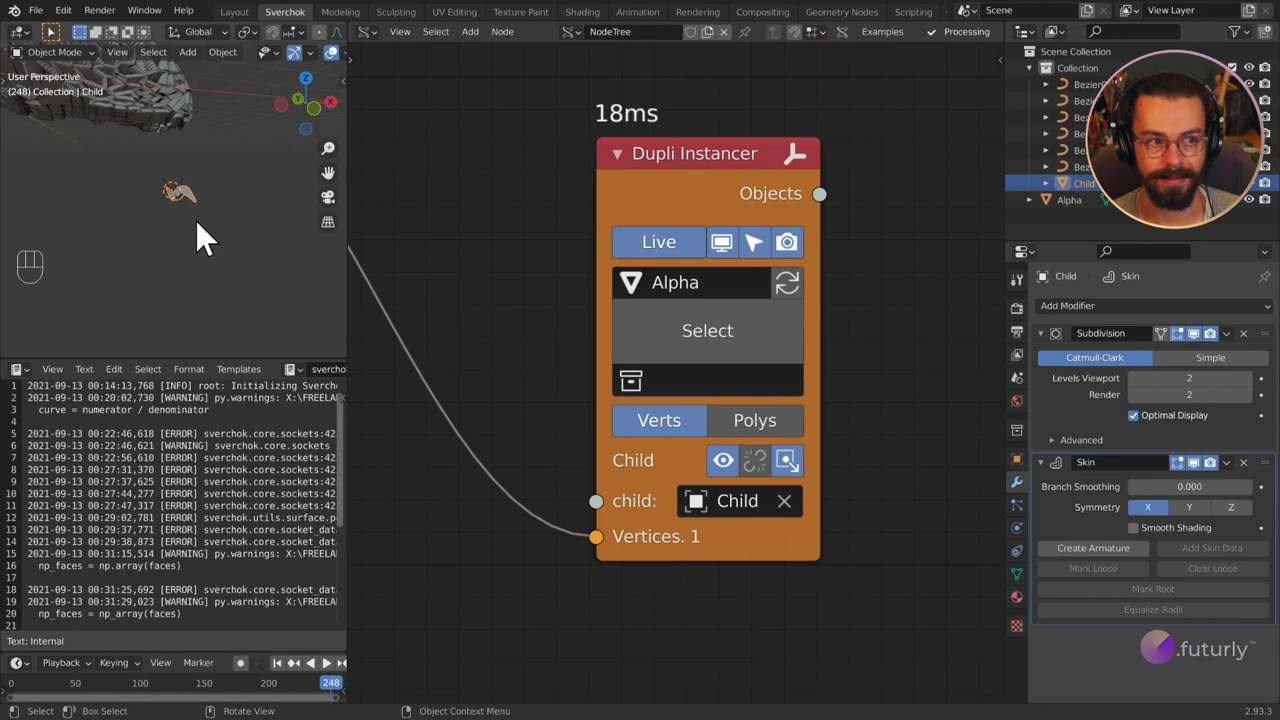 File Edit Render Window Help
Layout Sverchok Modeling Sculpting UV Editing Texture Paint Shading Animation Rendering Compositing Geometry Nodes Scripting
Scene
View Layer
Global
Object Mode View Select Add Object
User Perspective
(248) Collection | Child
Z
Y
X
View Select Add Node
NodeTree
Examples
Processing
18ms
Dupli Instancer
Objects
Live
Alpha
Select
Verts Polys
Child
child: Child
Vertices. 1
Scene Collection
Collection
Child
Alpha
Child Skin
Add Modifier
Subdivision
Catmull-Clark Simple
Levels Viewport 2
Render 2
Optimal Display
Advanced
Skin
Branch Smoothing 0.000
Symmetry X Y Z
Smooth Shading
Create Armature Add Skin Data
Mark Loose Clear Loose
Mark Root
Equalize Radii
.futurly™
View Text Edit Select Format Templates
1 2021-09-13 00:14:13,768 [INFO] root: Initializing Sverch
2 2021-09-13 00:20:02,730 [WARNING] py.warnings: X:\FREELA
3 curve = numerator / denominator
4
5 2021-09-13 00:22:46,618 [ERROR] sverchok.core.sockets:42
6 2021-09-13 00:22:46,621 [WARNING] sverchok.core.sockets
7 2021-09-13 00:22:56,610 [ERROR] sverchok.core.sockets:42
8 2021-09-13 00:27:31,370 [ERROR] sverchok.core.sockets:42
9 2021-09-13 00:27:37,625 [ERROR] sverchok.core.sockets:42
10 2021-09-13 00:27:44,277 [ERROR] sverchok.core.sockets:42
11 2021-09-13 00:28:17,937 [ERROR] sverchok.core.sockets:42
12 2021-09-13 00:29:02,781 [ERROR] sverchok.utils.surface.p
13 2021-09-13 00:29:37,771 [ERROR] sverchok.core.socket_dat
14 2021-09-13 00:29:38,873 [ERROR] sverchok.core.socket_dat
15 2021-09-13 00:31:15,514 [WARNING] py.warnings: X:\FREELA
16 np_faces = np.array(faces)
17
18 2021-09-13 00:31:25,692 [ERROR] sverchok.core.socket_dat
19 2021-09-13 00:31:29,023 [WARNING] py.warnings: X:\FREELA
20 np_faces = np_array(faces)
21
Text: Internal
Playback Keying View Marker
0 50 100 150 200 248
Select Box Select Rotate View Object Context Menu 2.93.3